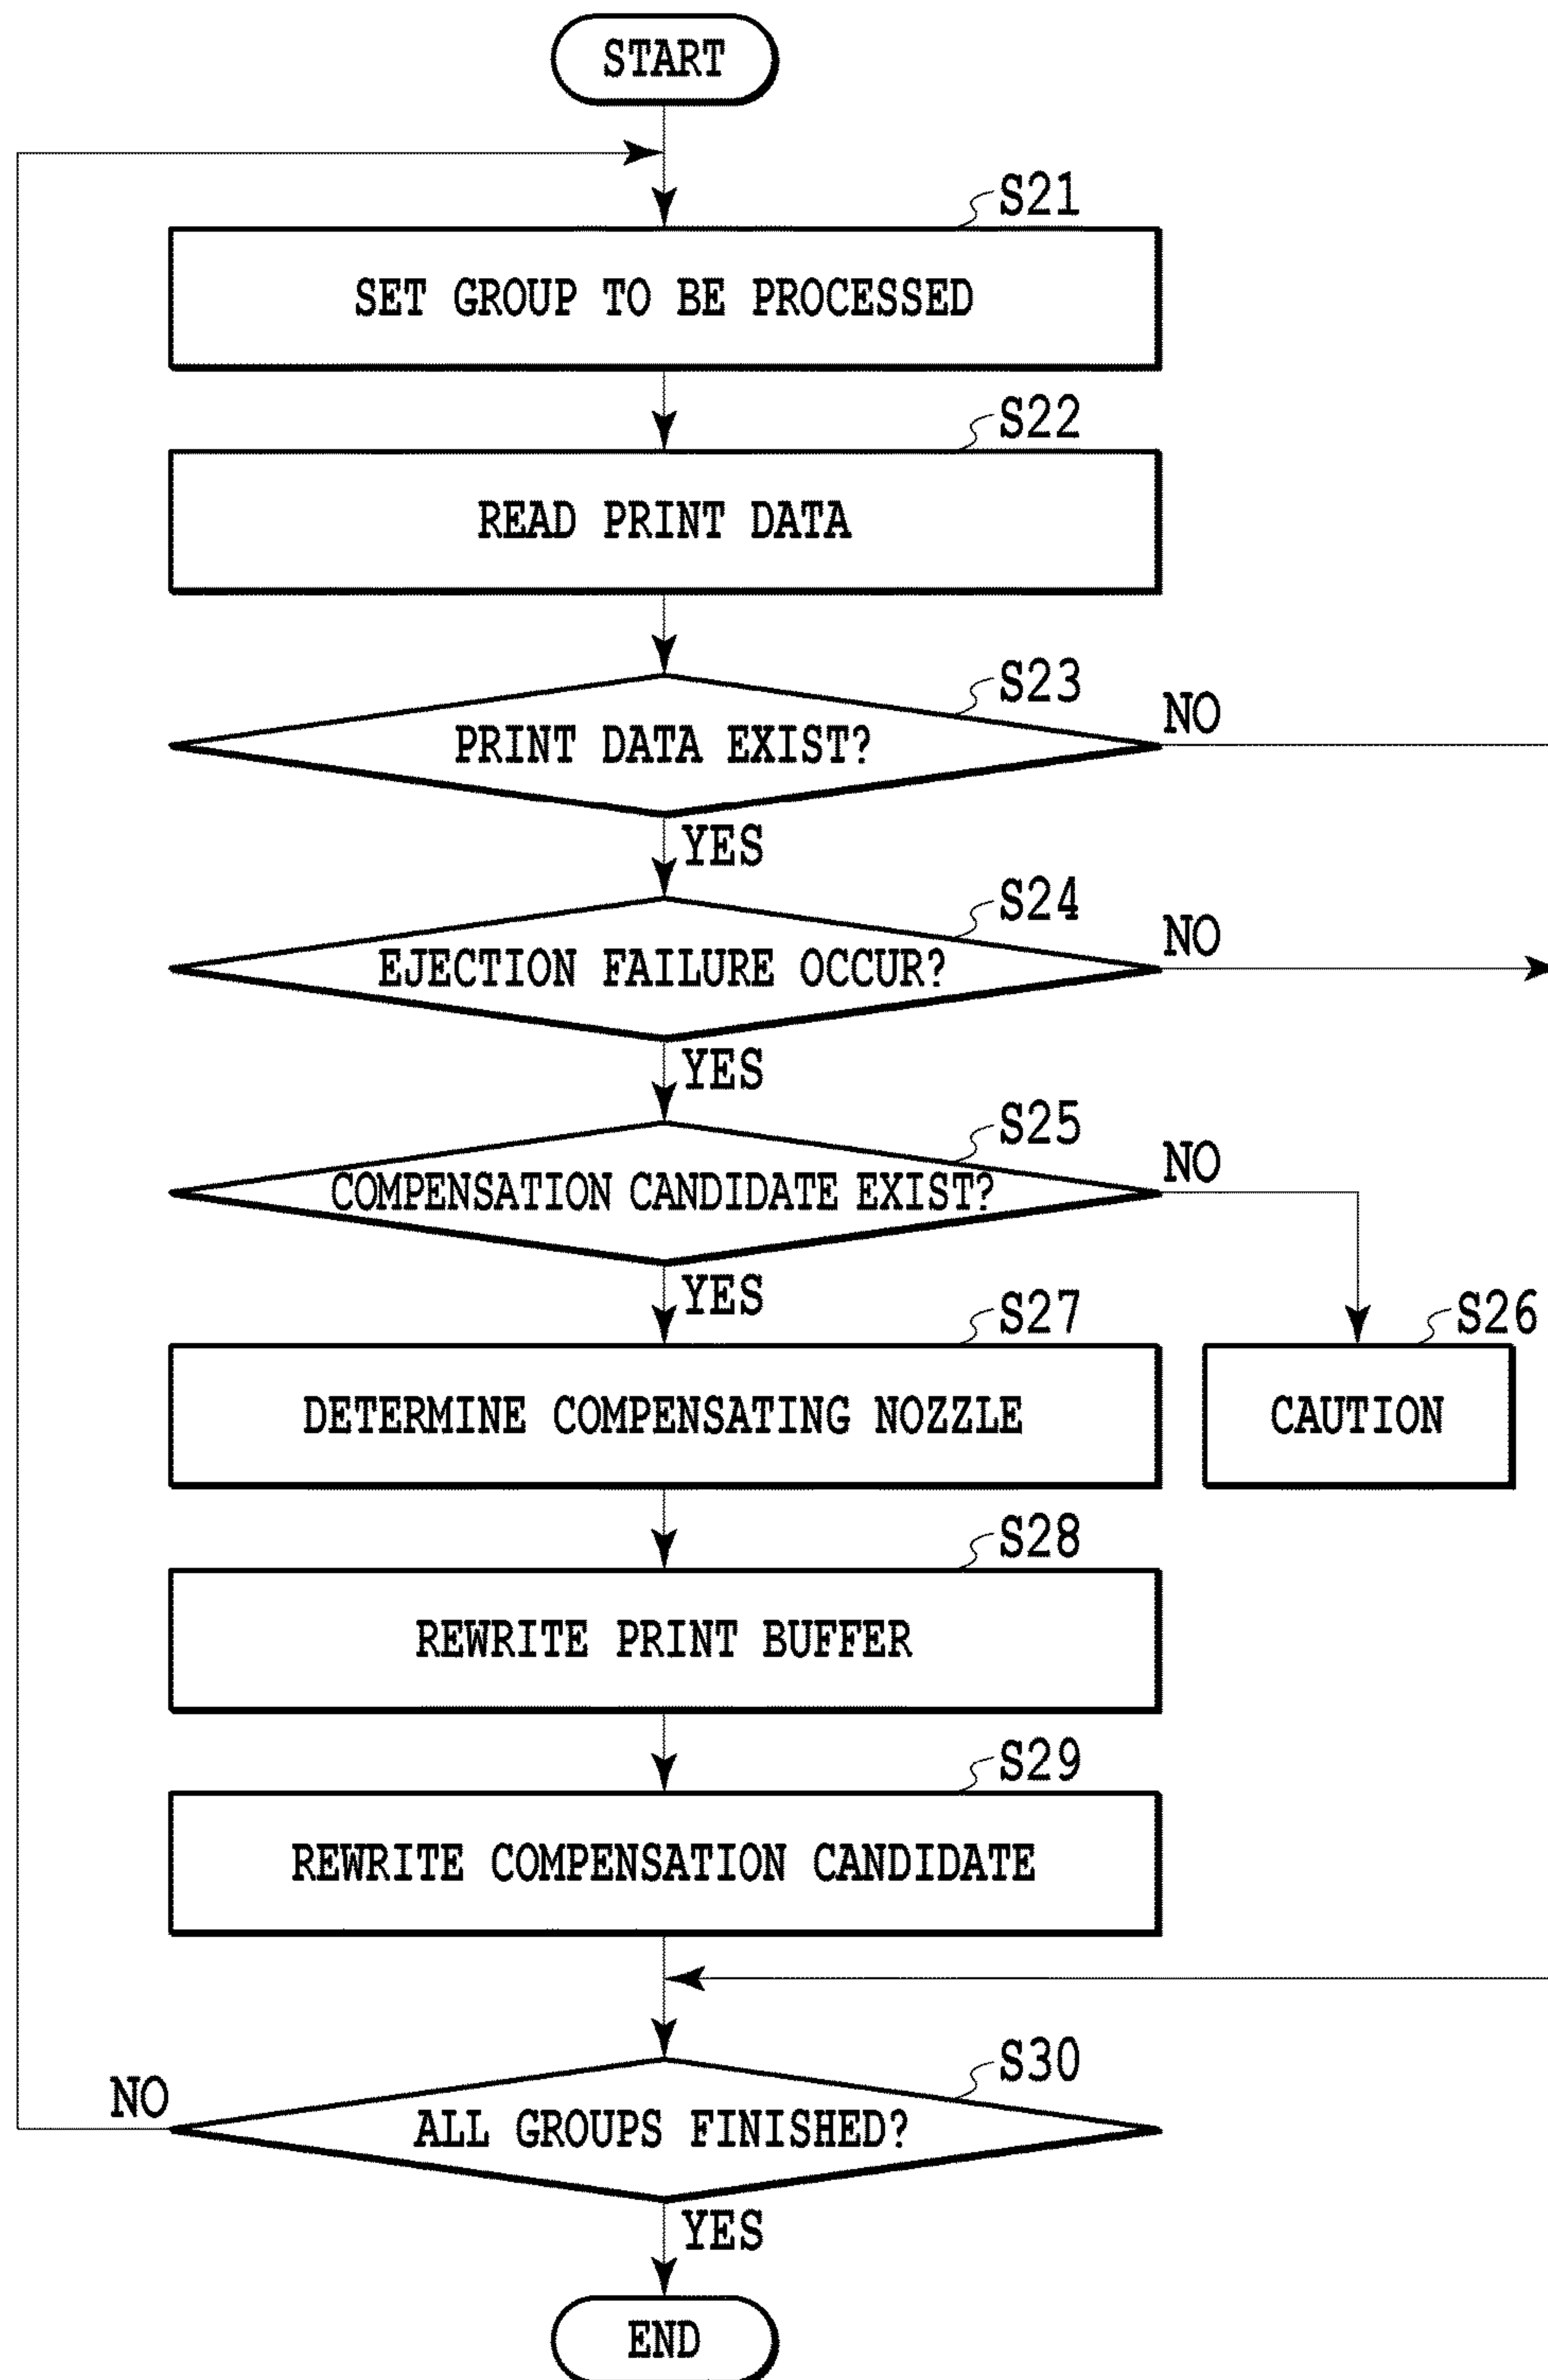 START
S21
SET GROUP TO BE PROCESSED
S22
READ PRINT DATA
S23
PRINT DATA EXIST?
NO
YES
S24
EJECTION FAILURE OCCUR?
NO
YES
S25
COMPENSATION CANDIDATE EXIST?
NO
YES
S27
DETERMINE COMPENSATING NOZZLE
S26
CAUTION
S28
REWRITE PRINT BUFFER
S29
REWRITE COMPENSATION CANDIDATE
S30
ALL GROUPS FINISHED?
NO
YES
END